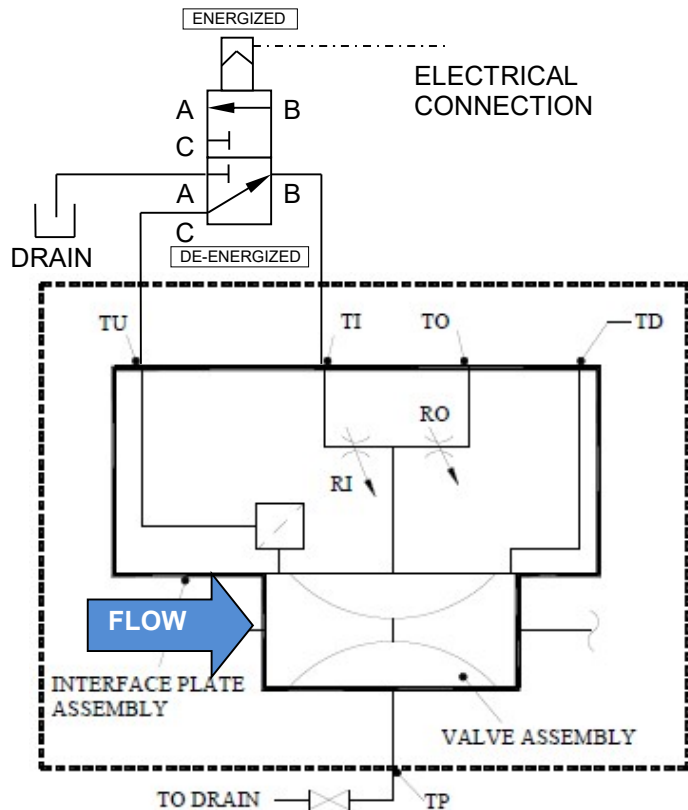 ENERGIZED
ELECTRICAL
CONNECTION
A B
C
A B
C
DRAIN
DE-ENERGIZED
TU TI TO TD
RO
RI
FLOW
INTERFACE PLATE
ASSEMBLY
VALVE ASSEMBLY
TO DRAIN TP